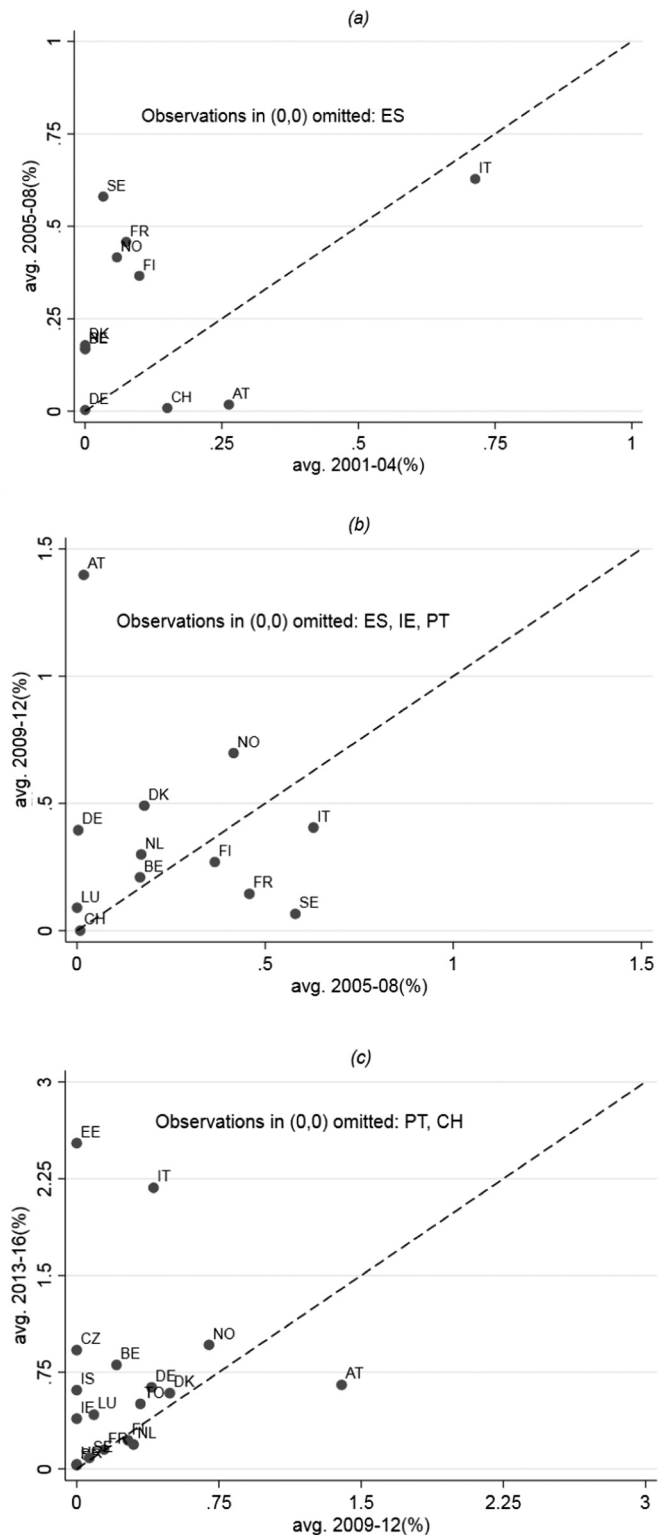 (a)
1
Observations in (0,0) omitted: ES
.75
IT
SE
avg. 2005-08(%)
.5
FR
NO
FI
.25
DK
DE
CH
AT
0
0
.25
.5
.75
1
avg. 2001-04(%)
(b)
1.5
AT
Observations in (0,0) omitted: ES, IE, PT
avg. 2009-12(%)
1
NO
DK
.5
DE
IT
NL
FI
BE
FR
LU
SE
CH
0
0
.5
1
1.5
avg. 2005-08(%)
(c)
3
Observations in (0,0) omitted: PT, CH
EE
IT
2.25
avg. 2013-16(%)
1.5
NO
CZ
BE
.75
DE
DK
AT
IS
TO
LU
IE
NL
FR
SE
0
0
.75
1.5
2.25
3
avg. 2009-12(%)